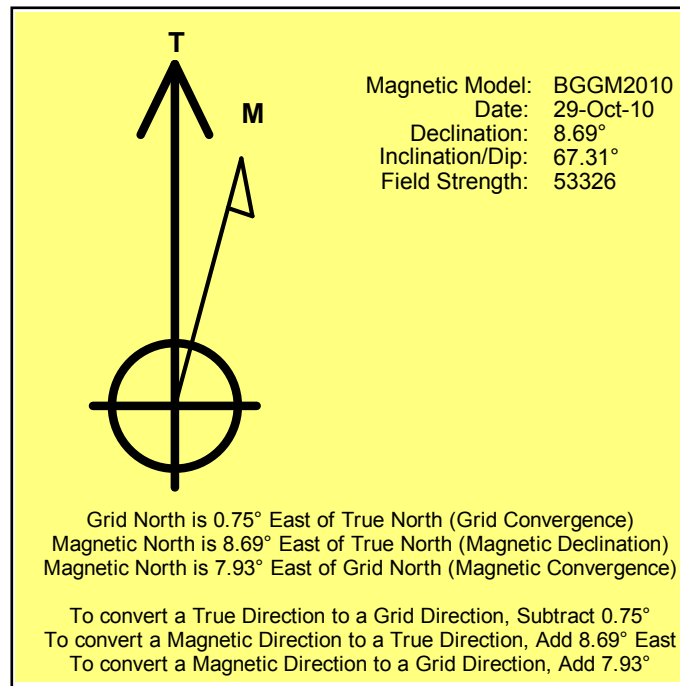 T
M
Magnetic Model: BGGM2010
Date: 29-Oct-10
Declination: 8.69°
Inclination/Dip: 67.31°
Field Strength: 53326
Grid North is 0.75° East of True North (Grid Convergence)
Magnetic North is 8.69° East of True North (Magnetic Declination)
Magnetic North is 7.93° East of Grid North (Magnetic Convergence)
To convert a True Direction to a Grid Direction, Subtract 0.75°
To convert a Magnetic Direction to a True Direction, Add 8.69° East
To convert a Magnetic Direction to a Grid Direction, Add 7.93°